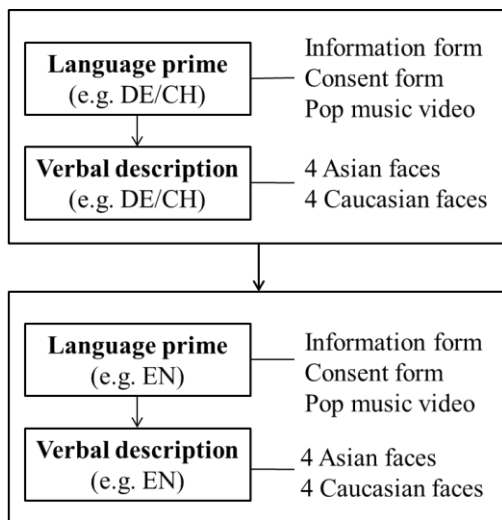 Language prime
(e.g. DE/CH)
Information form
Consent form
Pop music video
Verbal description
(e.g. DE/CH)
4 Asian faces
4 Caucasian faces
Language prime
(e.g. EN)
Information form
Consent form
Pop music video
Verbal description
(e.g. EN)
4 Asian faces
4 Caucasian faces